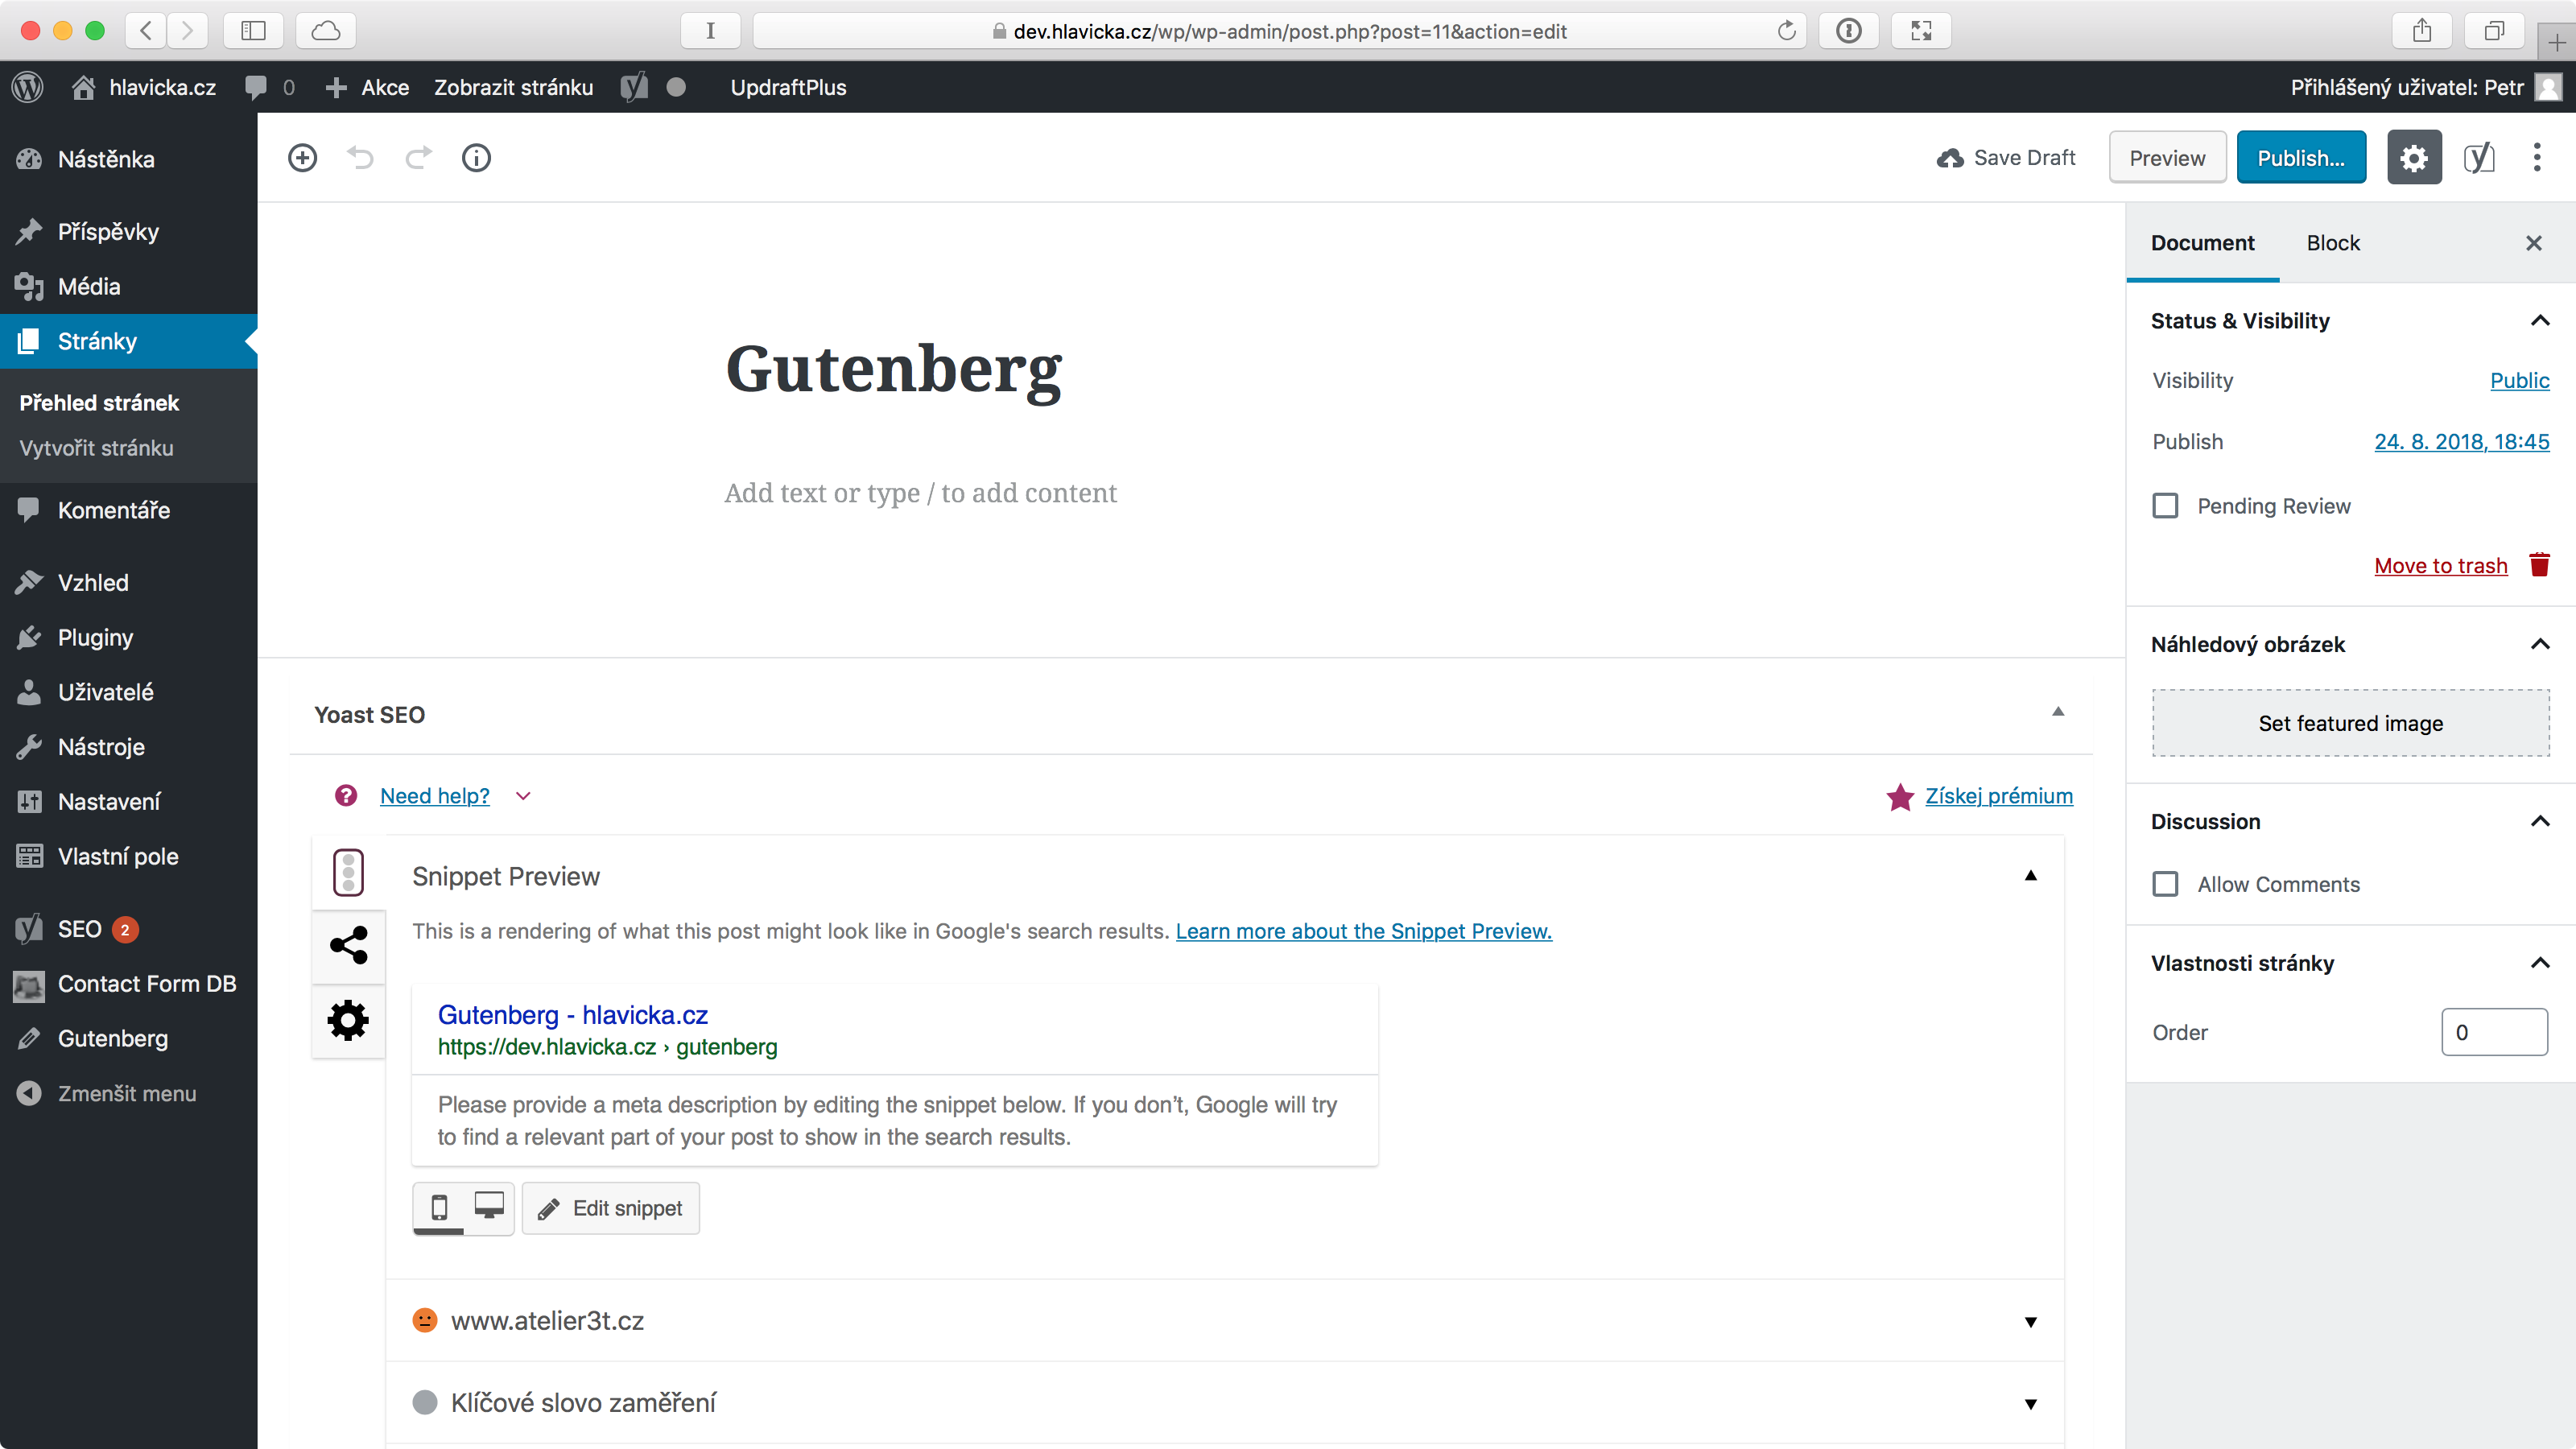 dev.hlavicka.cz/wp/wp-admin/post.php?post=11&action=edit
hlavicka.cz 0 Akce Zobrazit stránku UpdraftPlus Přihlášený uživatel: Petr
Nástěnka
Příspěvky
Média
Stránky
Přehled stránek
Vytvořit stránku
Komentáře
Vzhled
Pluginy
Uživatelé
Nástroje
Nastavení
Vlastní pole
SEO 2
Contact Form DB
Gutenberg
Zmenšit menu
Save Draft Preview Publish...
Gutenberg
Add text or type / to add content
Yoast SEO
Need help? Získej prémium
Snippet Preview
This is a rendering of what this post might look like in Google's search results. Learn more about the Snippet Preview.
Gutenberg - hlavicka.cz
https://dev.hlavicka.cz › gutenberg
Please provide a meta description by editing the snippet below. If you don’t, Google will try
to find a relevant part of your post to show in the search results.
Edit snippet
www.atelier3t.cz
Klíčové slovo zaměření
Document Block
Status & Visibility
Visibility Public
Publish 24. 8. 2018, 18:45
Pending Review
Move to trash
Náhledový obrázek
Set featured image
Discussion
Allow Comments
Vlastnosti stránky
Order 0